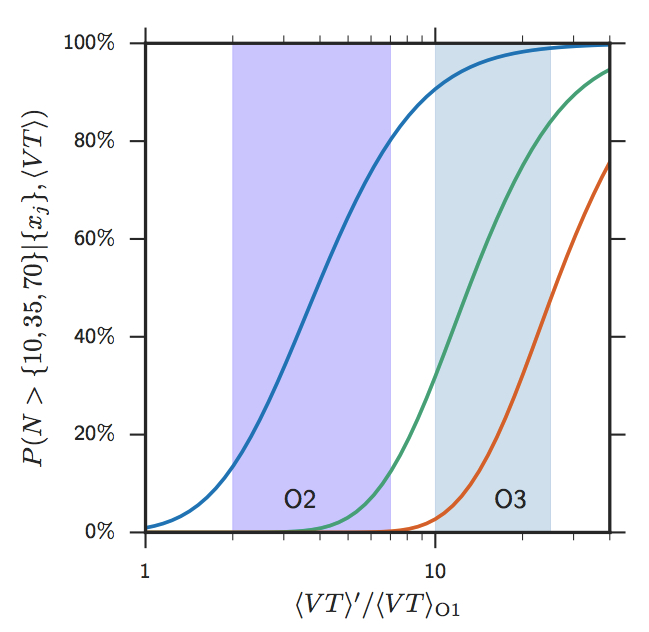 100%
80%
60%
40%
20%
0%
P(N > {10, 35, 70}|{x_j}, ⟨VT⟩)
O2
O3
1
10
⟨VT⟩′/⟨VT⟩_O1